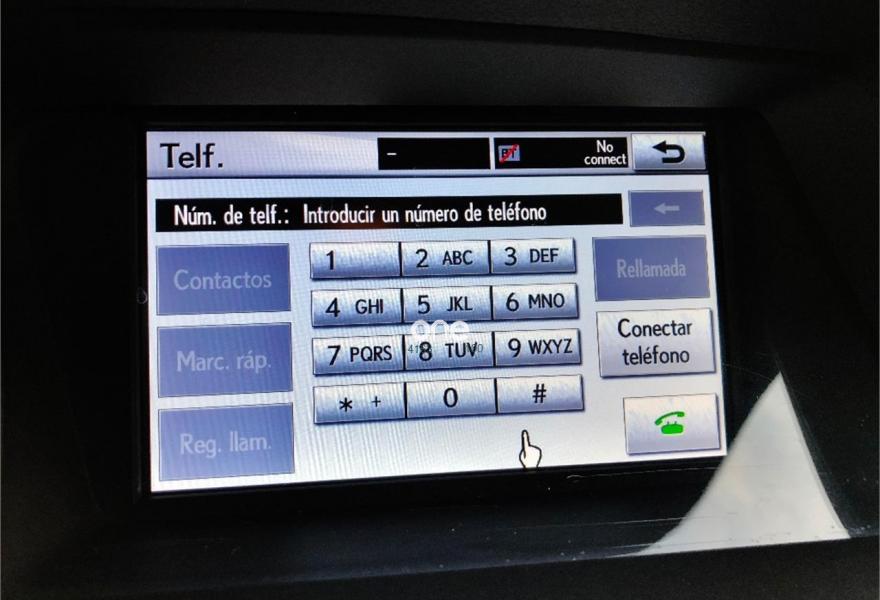 Telf.
–
BT
No
connect
Núm. de telf.: Introducir un número de teléfono
Contactos
1
2 ABC
3 DEF
Rellamada
4 GHI
5 JKL
6 MNO
one
Marc. ráp.
7 PQRS
8 TUV
9 WXYZ
Conectar
teléfono
* +
0
#
Reg. llam.